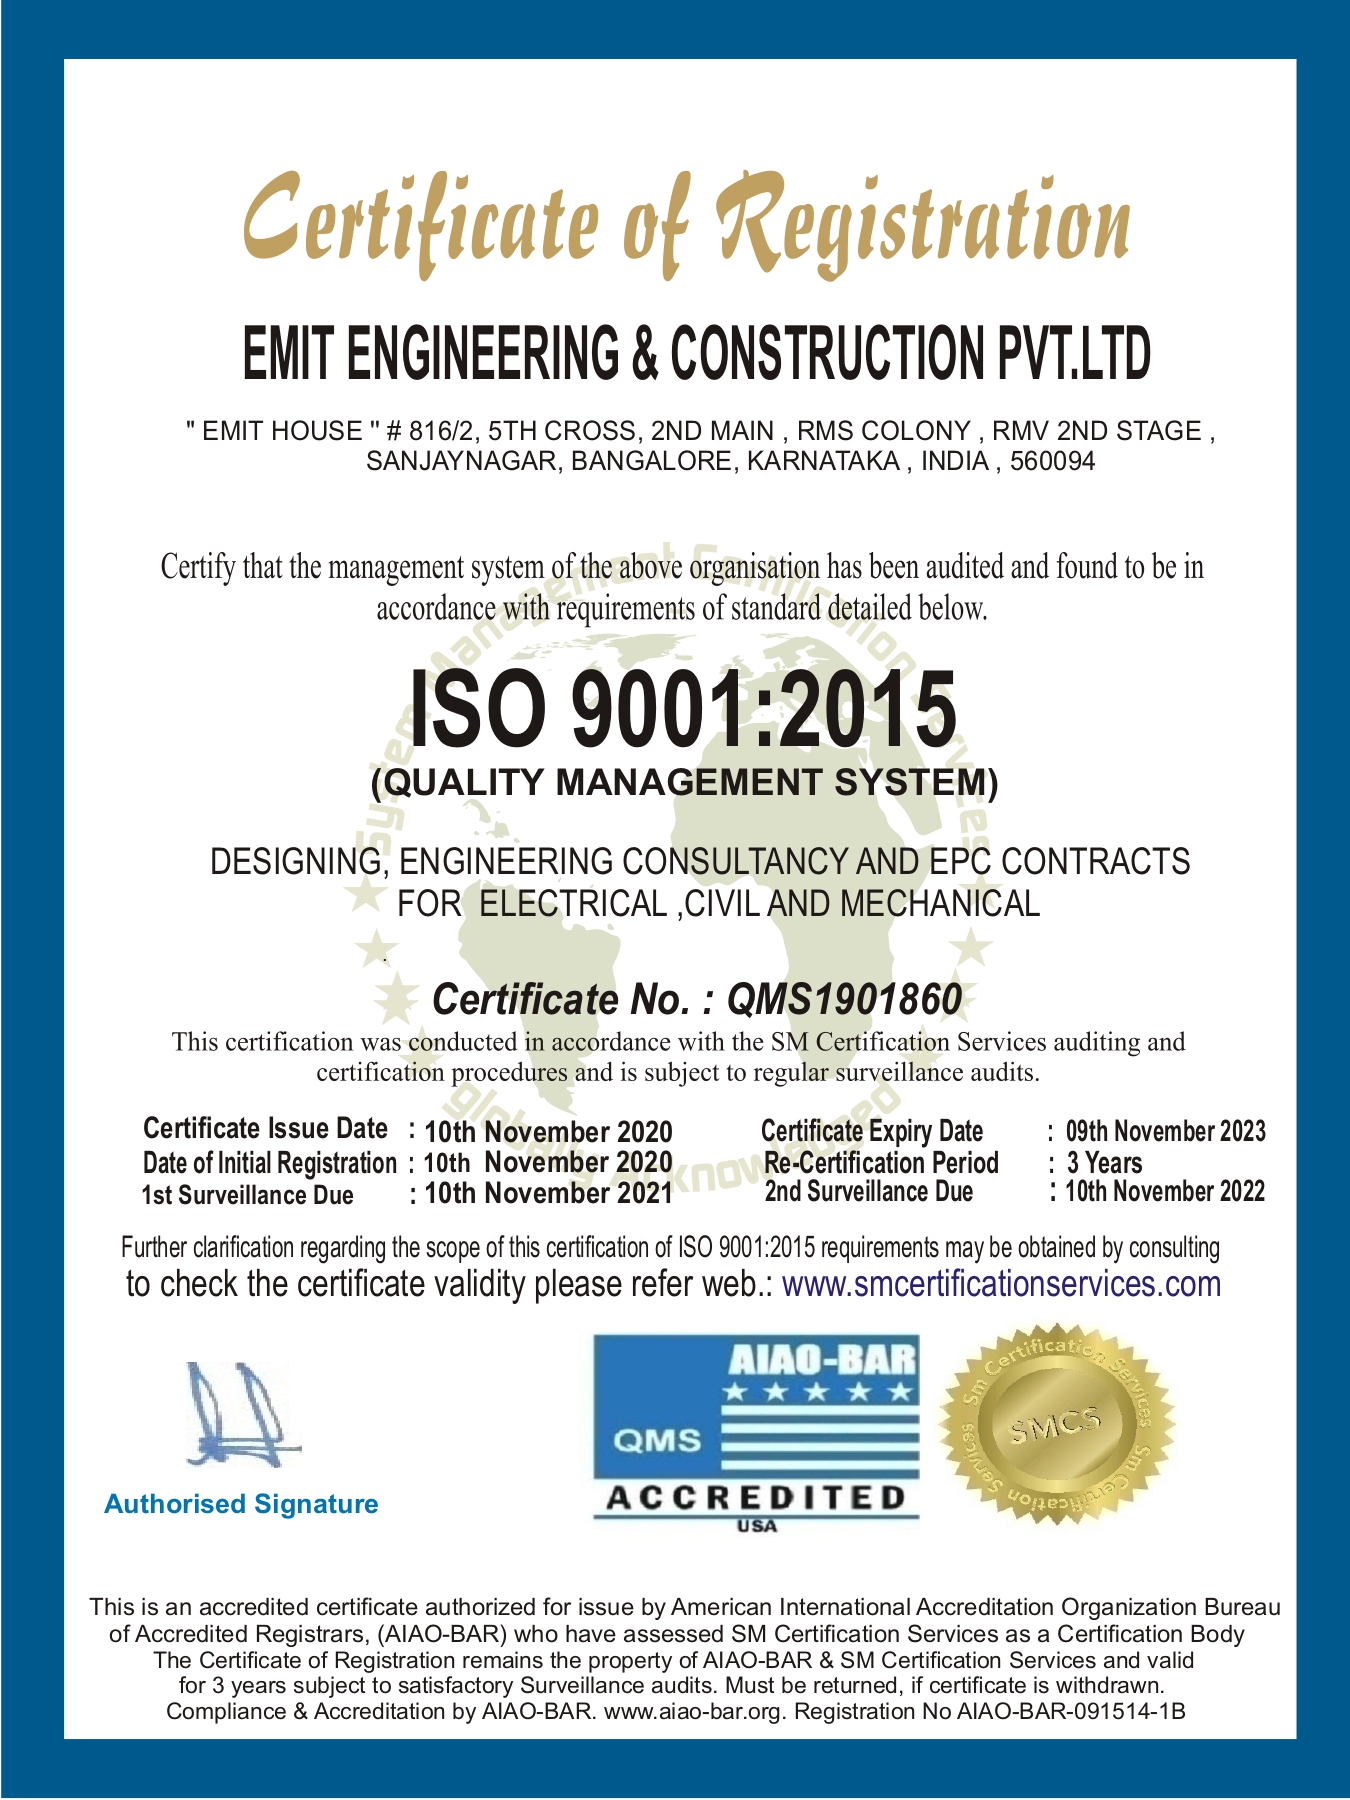 Certificate of Registration
EMIT ENGINEERING & CONSTRUCTION PVT.LTD
" EMIT HOUSE " # 816/2, 5TH CROSS, 2ND MAIN , RMS COLONY , RMV 2ND STAGE ,
SANJAYNAGAR, BANGALORE, KARNATAKA , INDIA , 560094
System Management Certification Services
Certify that the management system of the above organisation has been audited and found to be in
accordance with requirements of standard detailed below.
ISO 9001:2015
(QUALITY MANAGEMENT SYSTEM)
DESIGNING, ENGINEERING CONSULTANCY AND EPC CONTRACTS
FOR ELECTRICAL ,CIVIL AND MECHANICAL
.
Certificate No. : QMS1901860
This certification was conducted in accordance with the SM Certification Services auditing and
certification procedures and is subject to regular surveillance audits.
globally Acknowledged
Certificate Issue Date : 10th November 2020 Certificate Expiry Date : 09th November 2023
Date of Initial Registration : 10th November 2020 Re-Certification Period : 3 Years
1st Surveillance Due : 10th November 2021 2nd Surveillance Due : 10th November 2022
Further clarification regarding the scope of this certification of ISO 9001:2015 requirements may be obtained by consulting
to check the certificate validity please refer web.: www.smcertificationservices.com
AIAO-BAR
QMS
ACCREDITED
USA
Sm Certification Services
SMCS
Sm Certification Services
Authorised Signature
This is an accredited certificate authorized for issue by American International Accreditation Organization Bureau
of Accredited Registrars, (AIAO-BAR) who have assessed SM Certification Services as a Certification Body
The Certificate of Registration remains the property of AIAO-BAR & SM Certification Services and valid
for 3 years subject to satisfactory Surveillance audits. Must be returned, if certificate is withdrawn.
Compliance & Accreditation by AIAO-BAR. www.aiao-bar.org. Registration No AIAO-BAR-091514-1B